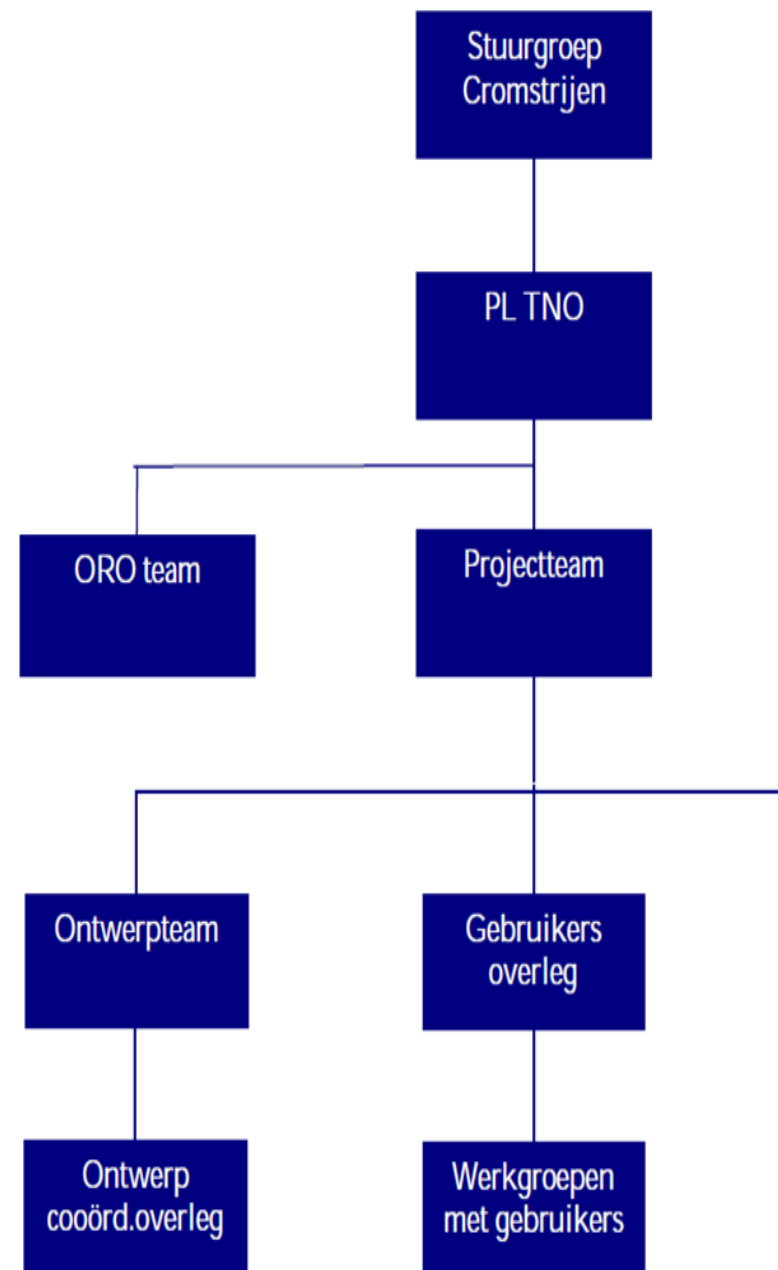 Stuurgroep
Cromstrijen
PL TNO
ORO team
Projectteam
Ontwerpteam
Gebruikers
overleg
Ontwerp
cooörd.overleg
Werkgroepen
met gebruikers